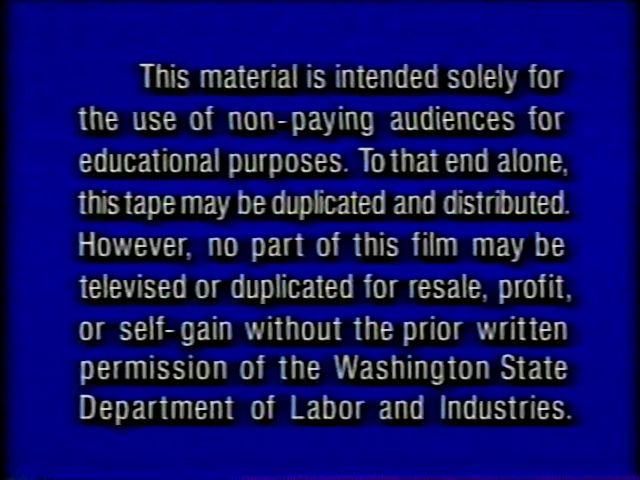 This material is intended solely for
the use of non-paying audiences for
educational purposes. To that end alone,
this tape may be duplicated and distributed.
However, no part of this film may be
televised or duplicated for resale, profit,
or self-gain without the prior written
permission of the Washington State
Department of Labor and Industries.